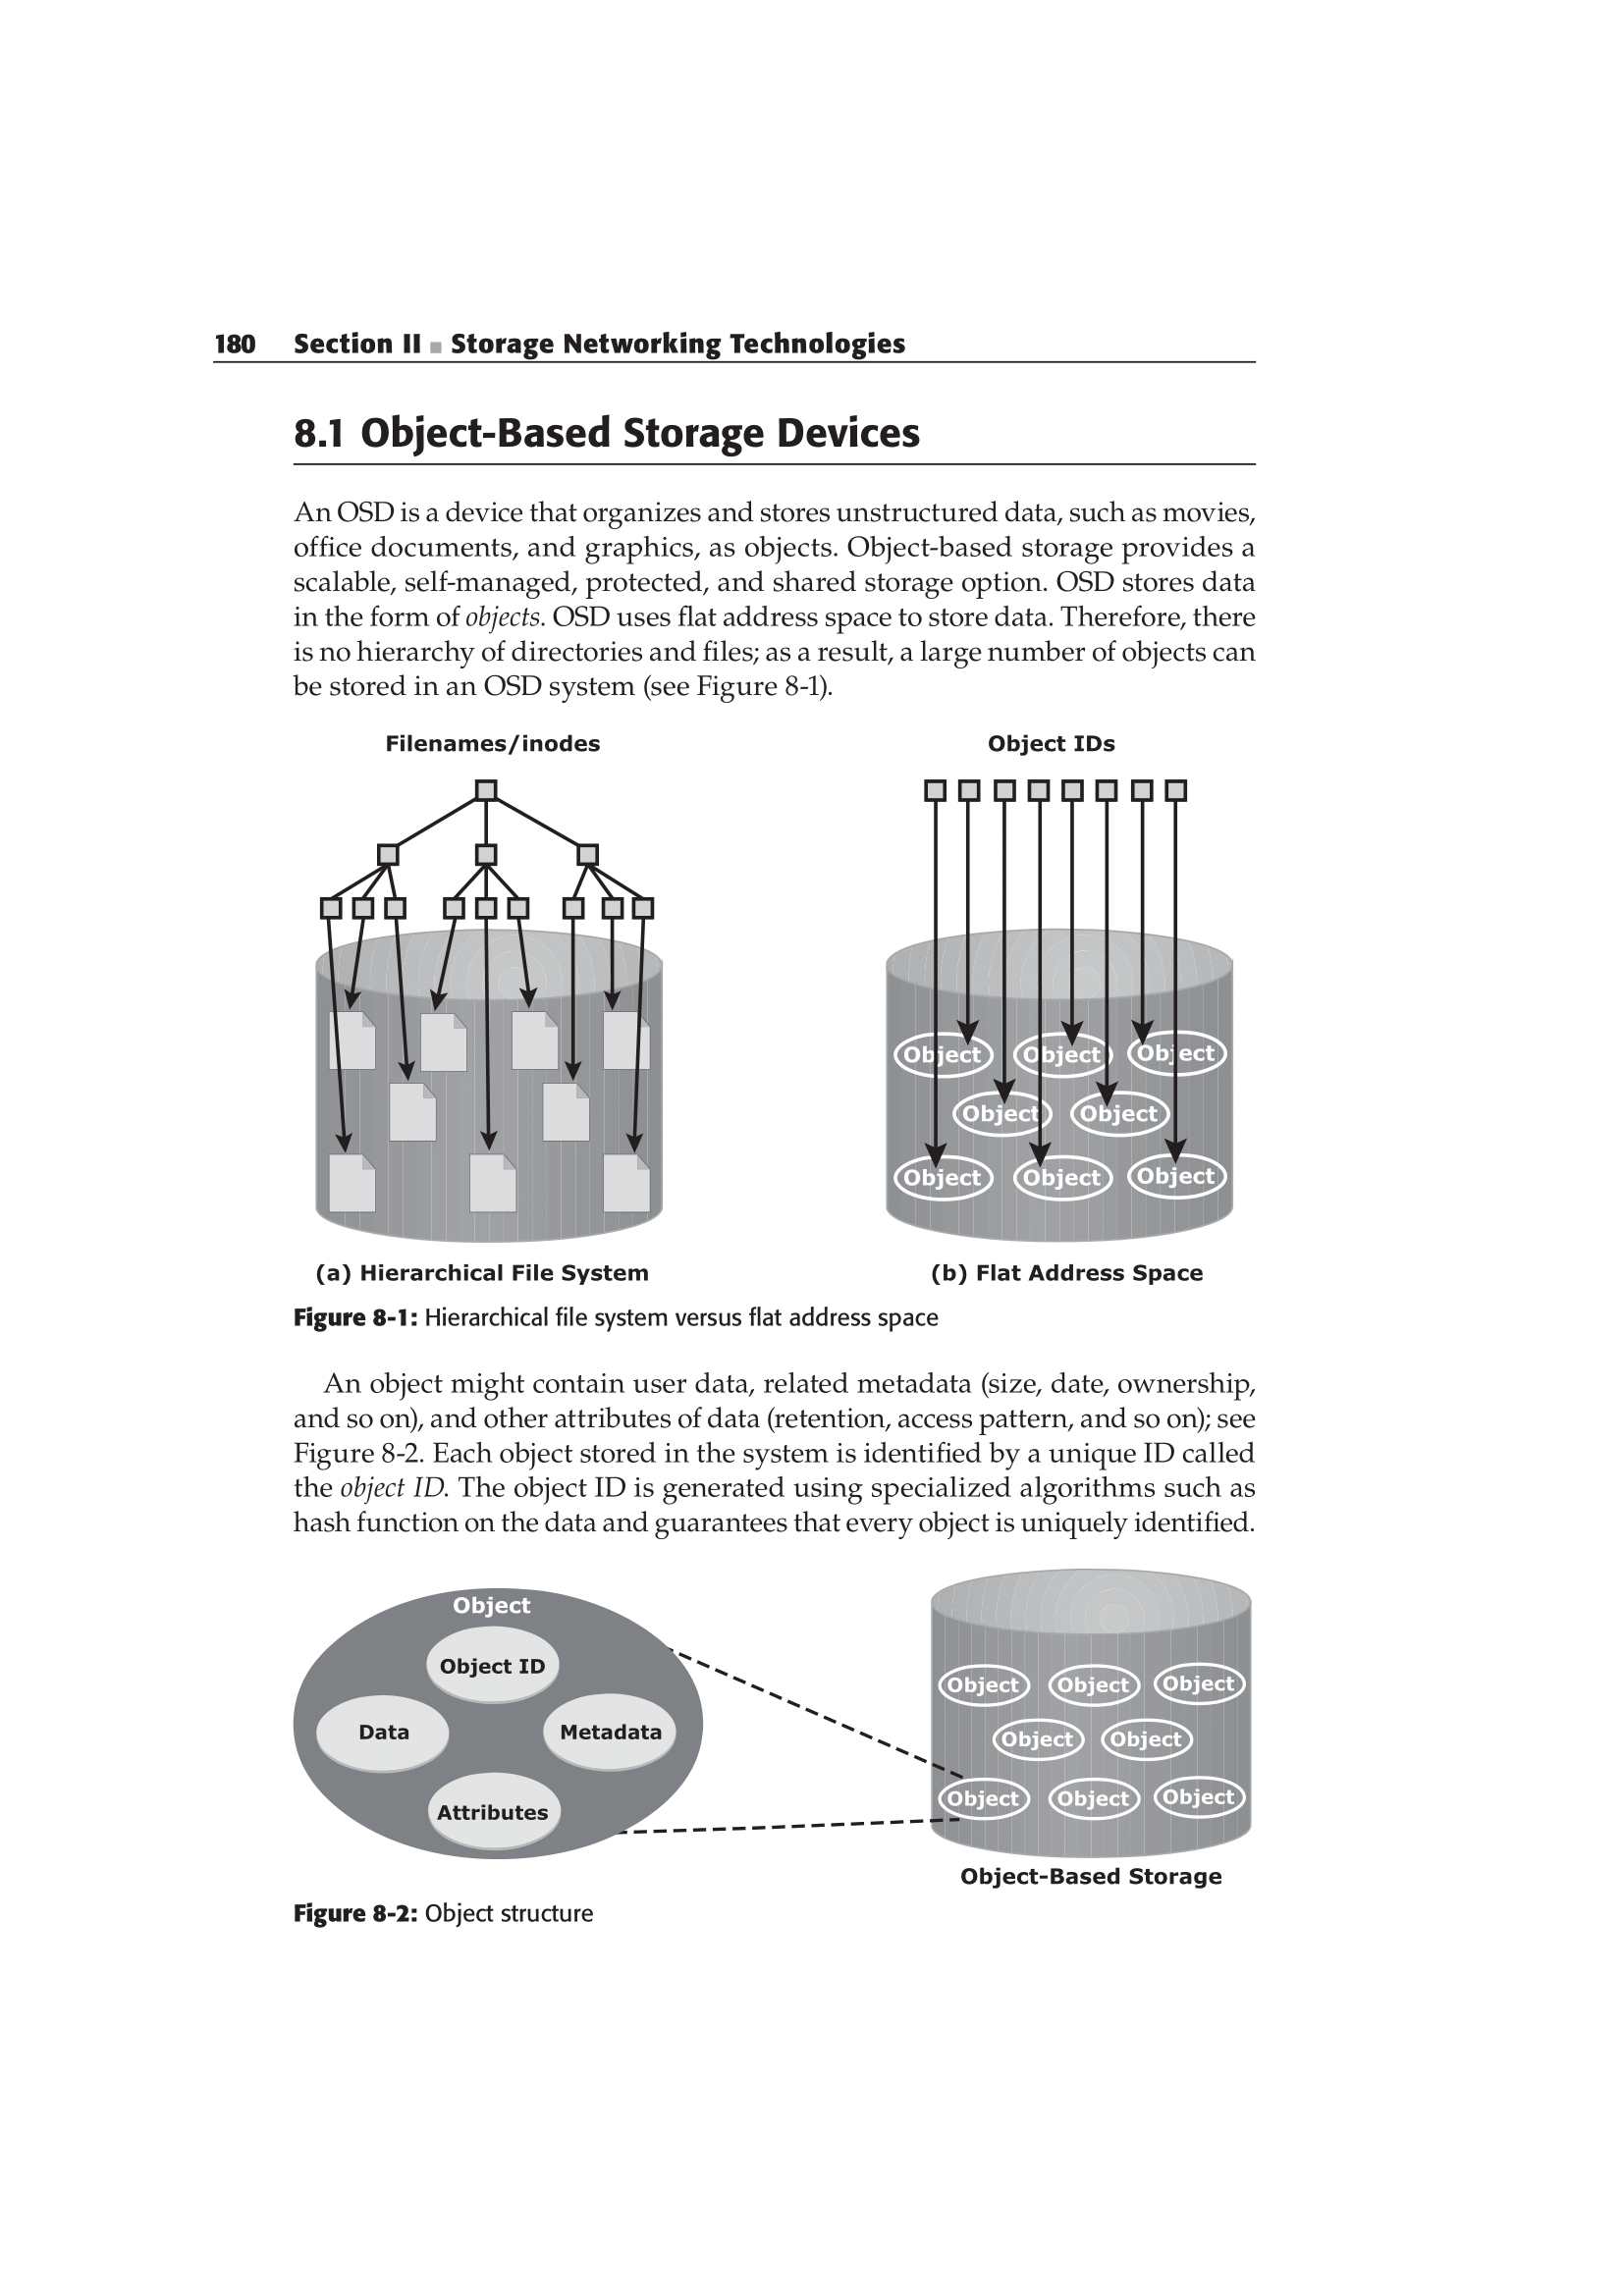 180 Section II ■ Storage Networking Technologies
8.1 Object-Based Storage Devices
An OSD is a device that organizes and stores unstructured data, such as movies,
office documents, and graphics, as objects. Object-based storage provides a
scalable, self-managed, protected, and shared storage option. OSD stores data
in the form of objects. OSD uses flat address space to store data. Therefore, there
is no hierarchy of directories and files; as a result, a large number of objects can
be stored in an OSD system (see Figure 8-1).
Filenames/inodes
Object IDs
Object Object Object
Object Object
Object Object Object
(a) Hierarchical File System
(b) Flat Address Space
Figure 8-1: Hierarchical file system versus flat address space
An object might contain user data, related metadata (size, date, ownership,
and so on), and other attributes of data (retention, access pattern, and so on); see
Figure 8-2. Each object stored in the system is identified by a unique ID called
the object ID. The object ID is generated using specialized algorithms such as
hash function on the data and guarantees that every object is uniquely identified.
Object
Object ID
Data
Metadata
Attributes
Object Object Object
Object Object
Object Object Object
Object-Based Storage
Figure 8-2: Object structure